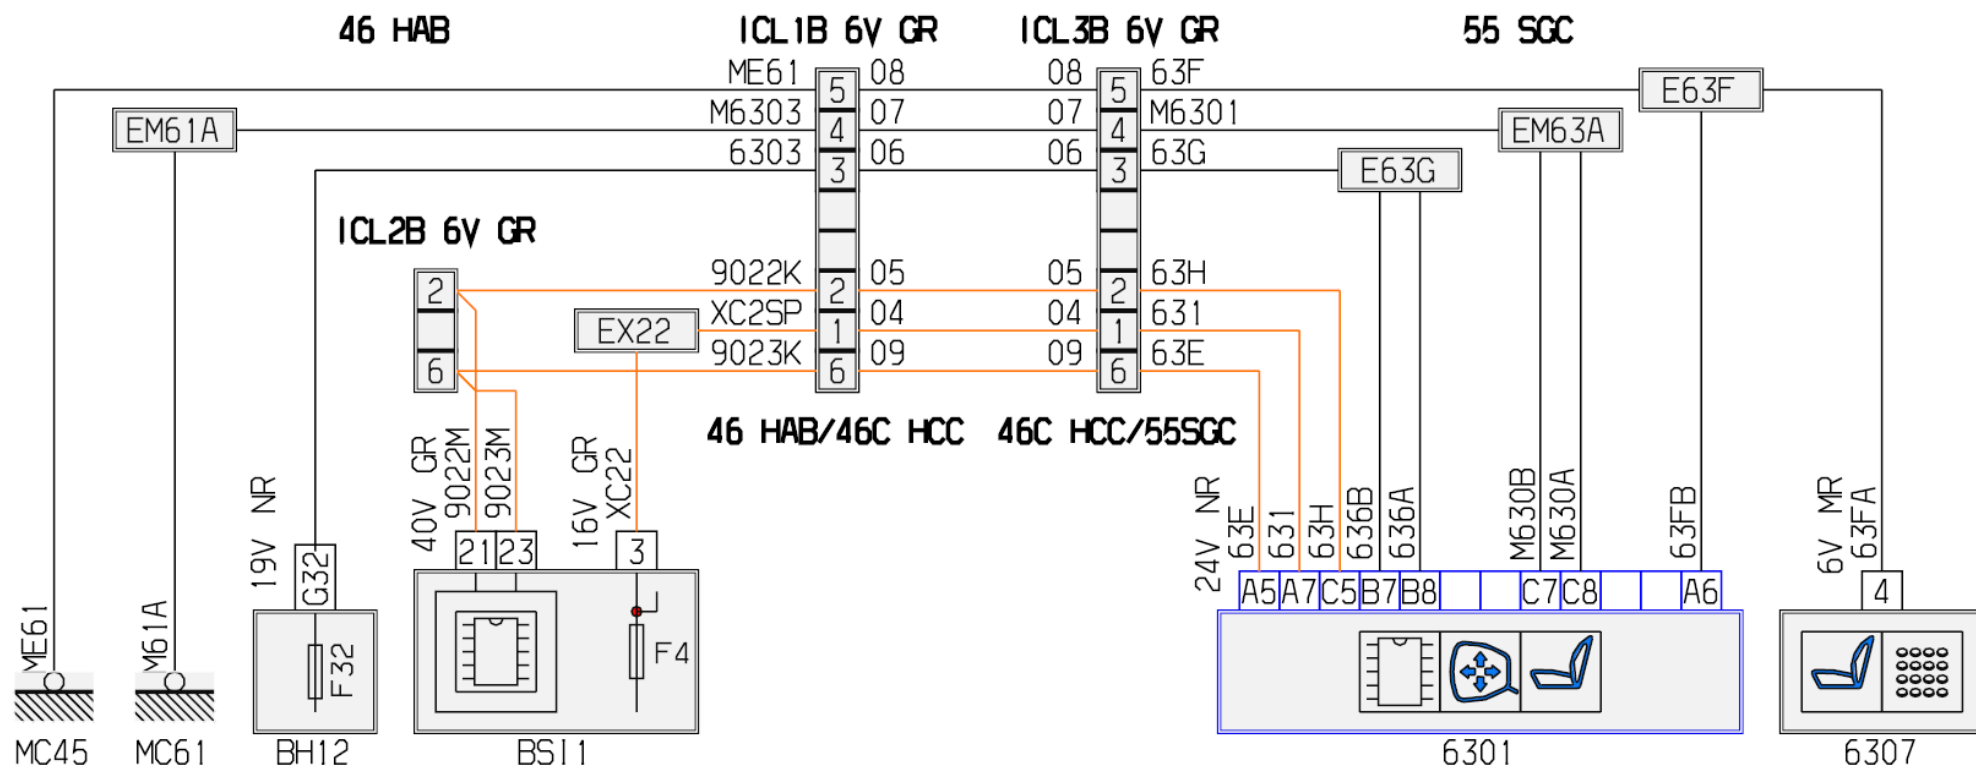 46 HAB ICL1B 6V GR ICL3B 6V GR 55 SGC
ME61 5 08 08 5 63F E63F
EM61A M6303 4 07 07 4 M6301 EM63A
6303 3 06 06 3 63G E63G
ICL2B 6V GR
2 9022K 2 05 05 2 63H
EX22 XC2SP 1 04 04 1 631
6 9023K 6 09 09 6 63E
46 HAB/46C HCC 46C HCC/55SGC
ME61
M61A
19V NR
G32
40V GR
9022M
9023M
16V GR
XC22
24V NR
63E
631
63H
636B
636A
M630B
M630A
63FB
6V MR
63FA
21 23 3
A5 A7 C5 B7 B8 C7 C8 A6 4
F32
F4
MC45 MC61 BH12 BSI1 6301 6307